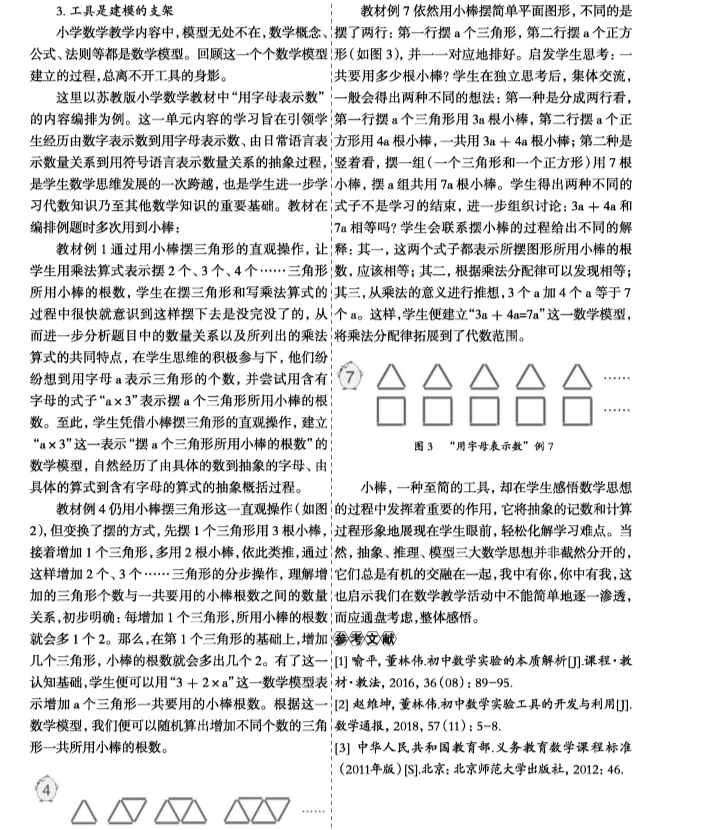 3. 工具是建模的支架
小学数学教学内容中，模型无处不在，数学概念、
公式、法则等都是数学模型。回顾这一个个数学模型
建立的过程，总离不开工具的身影。
这里以苏教版小学数学教材中“用字母表示数”
的内容编排为例。这一单元内容的学习旨在引领学
生经历由数字表示数到用字母表示数、由日常语言表
示数量关系到用符号语言表示数量关系的抽象过程，
是学生数学思维发展的一次跨越，也是学生进一步学
习代数知识乃至其他数学知识的重要基础。教材在
编排例题时多次用到小棒：
教材例 1 通过用小棒摆三角形的直观操作，让
学生用乘法算式表示摆 2 个、3 个、4 个……三角形
所用小棒的根数，学生在摆三角形和写乘法算式的
过程中很快就意识到这样摆下去是没完没了的，从
而进一步分析题目中的数量关系以及所列出的乘法
算式的共同特点，在学生思维的积极参与下，他们纷
纷想到用字母 a 表示三角形的个数，并尝试用含有
字母的式子“a × 3”表示摆 a 个三角形所用小棒的根
数。至此，学生凭借小棒摆三角形的直观操作，建立
“a × 3”这一表示“摆 a 个三角形所用小棒的根数”的
数学模型，自然经历了由具体的数到抽象的字母、由
具体的算式到含有字母的算式的抽象概括过程。
教材例 4 仍用小棒摆三角形这一直观操作（如图
2），但变换了摆的方式，先摆 1 个三角形用 3 根小棒，
接着增加 1 个三角形，多用 2 根小棒，依此类推，通过
这样增加 2 个、3 个……三角形的分步操作，理解增
加的三角形个数与一共要用的小棒根数之间的数量
关系，初步明确：每增加 1 个三角形，所用小棒的根数
就会多 1 个 2。那么，在第 1 个三角形的基础上，增加
几个三角形，小棒的根数就会多出几个 2。有了这一
认知基础，学生便可以用“3 + 2 × a”这一数学模型表
示增加 a 个三角形一共要用的小棒根数。根据这一
数学模型，我们便可以随机算出增加不同个数的三角
形一共所用小棒的根数。
4
……
教材例 7 依然用小棒摆简单平面图形，不同的是
摆了两行：第一行摆 a 个三角形，第二行摆 a 个正方
形（如图 3），并一一对应地排好。启发学生思考：一
共要用多少根小棒？学生在独立思考后，集体交流，
一般会得出两种不同的想法：第一种是分成两行看，
第一行摆 a 个三角形用 3a 根小棒，第二行摆 a 个正
方形用 4a 根小棒，一共用 3a + 4a 根小棒；第二种是
竖着看，摆一组（一个三角形和一个正方形）用 7 根
小棒，摆 a 组共用 7a 根小棒。学生得出两种不同的
式子不是学习的结束，进一步组织讨论：3a + 4a 和
7a 相等吗？学生会联系摆小棒的过程给出不同的解
释：其一，这两个式子都表示所摆图形所用小棒的根
数，应该相等；其二，根据乘法分配律可以发现相等；
其三，从乘法的意义进行推想，3 个 a 加 4 个 a 等于 7
个 a。这样，学生便建立“3a + 4a=7a”这一数学模型，
将乘法分配律拓展到了代数范围。
7
……
……
图 3 “用字母表示数”例 7
小棒，一种至简的工具，却在学生感悟数学思想
的过程中发挥着重要的作用，它将抽象的记数和计算
过程形象地展现在学生眼前，轻松化解学习难点。当
然，抽象、推理、模型三大数学思想并非截然分开的，
它们总是有机的交融在一起，我中有你，你中有我，这
也启示我们在数学教学活动中不能简单地逐一渗透，
而应通盘考虑，整体感悟。
参考文献
[1] 喻平，董林伟.初中数学实验的本质解析[J].课程·教
材·教法，2016，36（08）：89-95.
[2] 赵维坤，董林伟.初中数学实验工具的开发与利用[J].
数学通报，2018，57（11）：5-8.
[3] 中华人民共和国教育部.义务教育数学课程标准
（2011年版）[S].北京：北京师范大学出版社，2012：46.